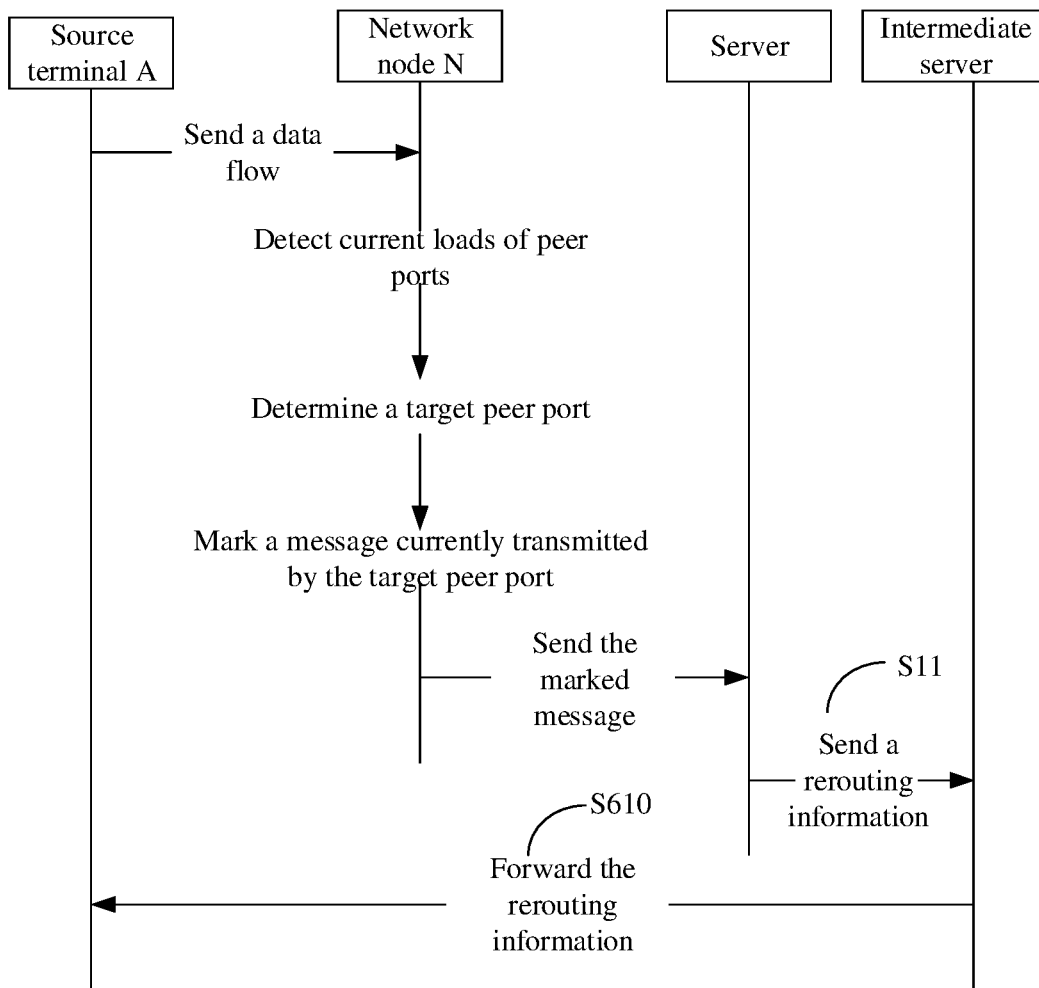 Source
terminal A
Network
node N
Server
Intermediate
server
Send a data
flow
Detect current loads of peer
ports
Determine a target peer port
Mark a message currently transmitted
by the target peer port
Send the
marked
message
S11
Send a
rerouting
information
S610
Forward the
rerouting
information